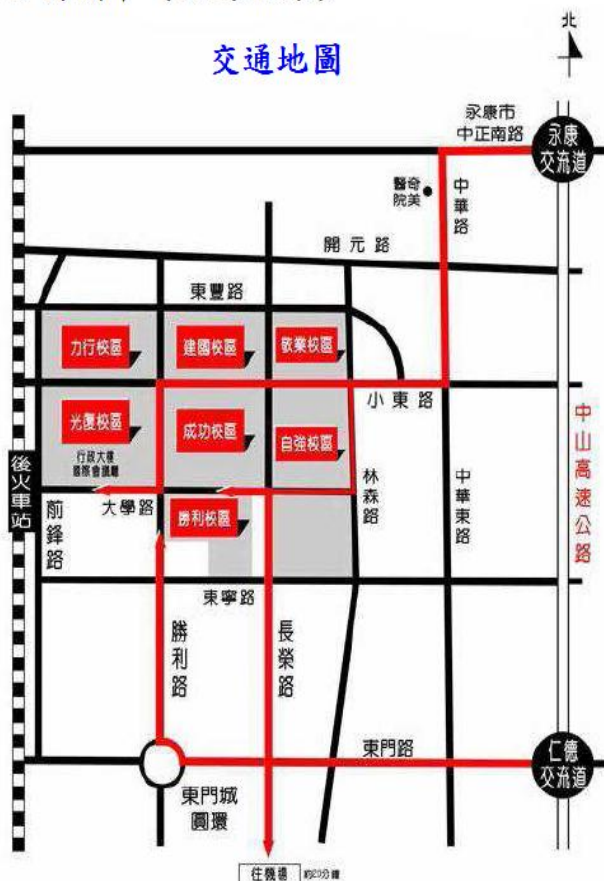 交通地圖
北
永康市
中正南路
永康
交流道
奇美
醫院
中華路
開元路
東豐路
力行校區
建國校區
敬業校區
小東路
光復校區
成功校區
自強校區
行政大樓
國際會議廳
後火車站
前鋒路
大學路
勝利校區
林森路
中華東路
中山高速公路
東寧路
勝利路
長榮路
東門路
仁德
交流道
東門城
圓環
往機場 約20分鐘